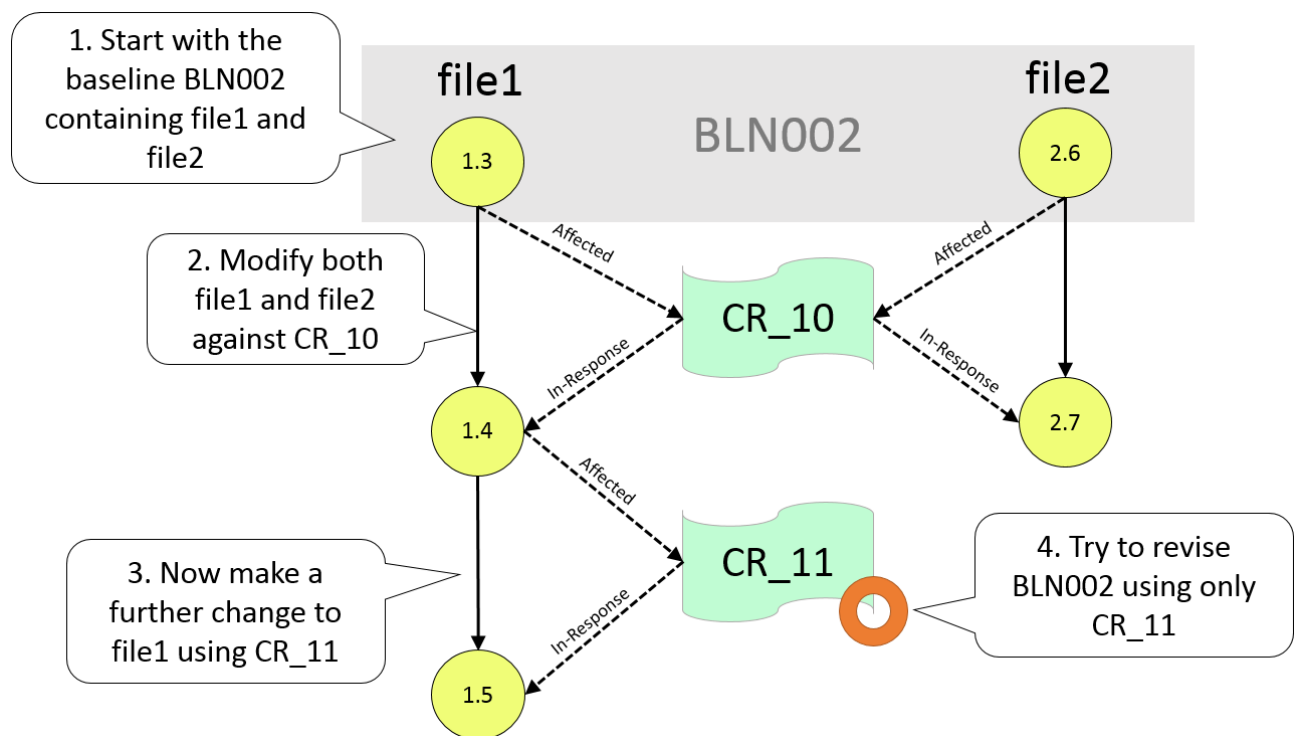 1. Start with the
baseline BLN002
containing file1 and
file2
file1
file2
BLN002
1.3
2.6
Affected
Affected
2. Modify both
file1 and file2
against CR_10
CR_10
In-Response
In-Response
1.4
2.7
Affected
3. Now make a
further change to
file1 using CR_11
CR_11
4. Try to revise
BLN002 using only
CR_11
In-Response
1.5